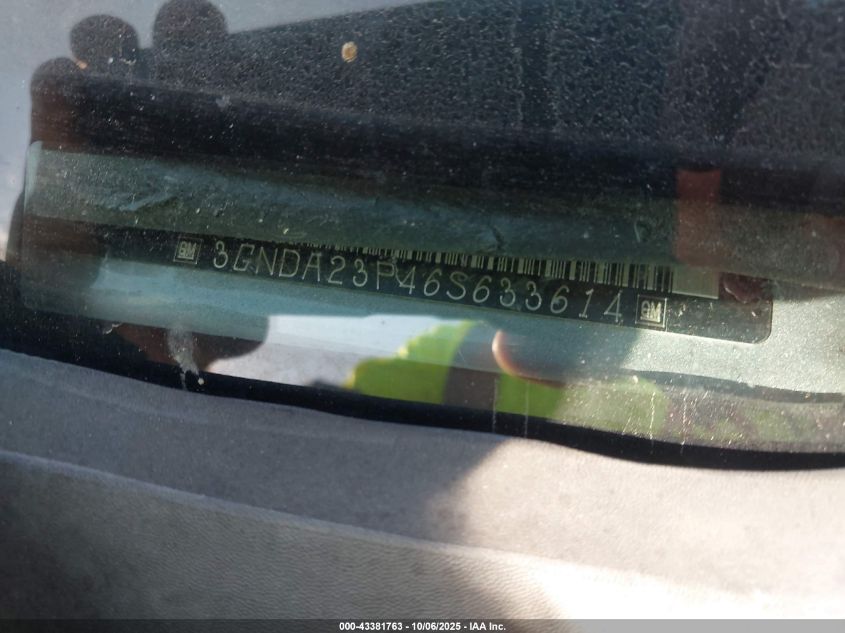 GM 3GNDA23P46S633614 GM
000-43381763 - 10/06/2025 - IAA Inc.